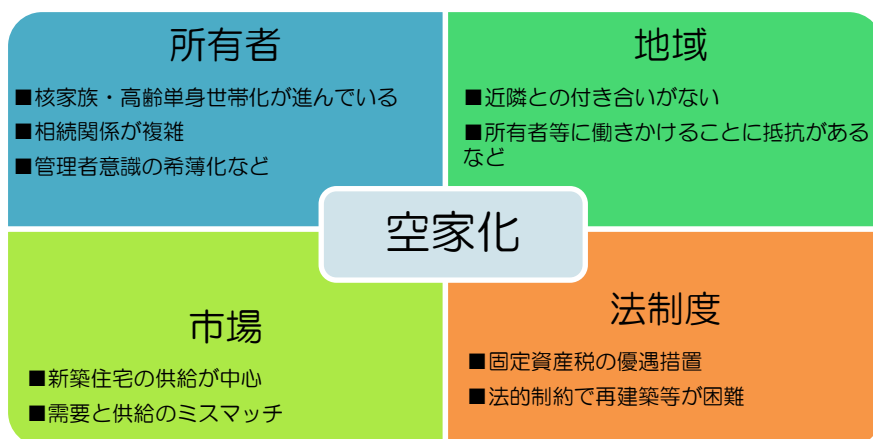 所有者
■核家族・高齢単身世帯化が進んでいる
■相続関係が複雑
■管理者意識の希薄化など
地域
■近隣との付き合いがない
■所有者等に働きかけることに抵抗がある
など
空家化
市場
■新築住宅の供給が中心
■需要と供給のミスマッチ
法制度
■固定資産税の優遇措置
■法的制約で再建築等が困難